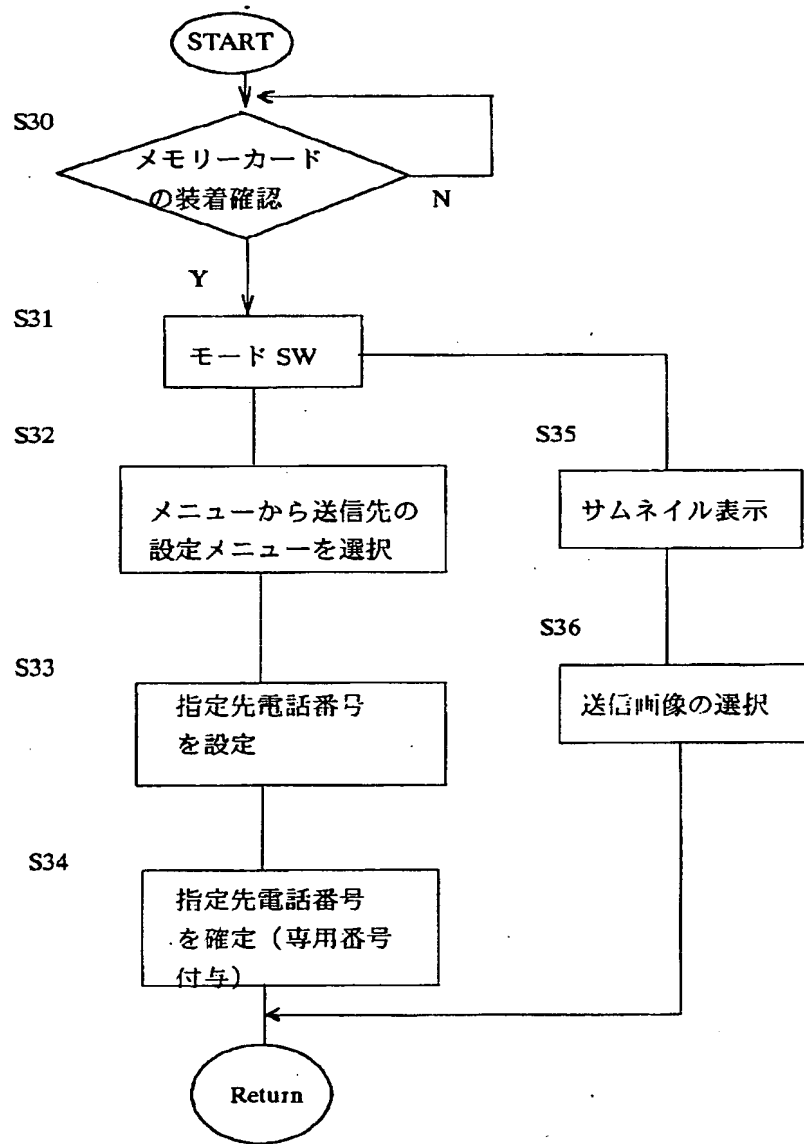 START
S30
メモリーカード
の装着確認
N
Y
S31
モード SW
S32
メニューから送信先の
設定メニューを選択
S33
指定先電話番号
を設定
S34
指定先電話番号
を確定（専用番号
付与）
S35
サムネイル表示
S36
送信画像の選択
Return